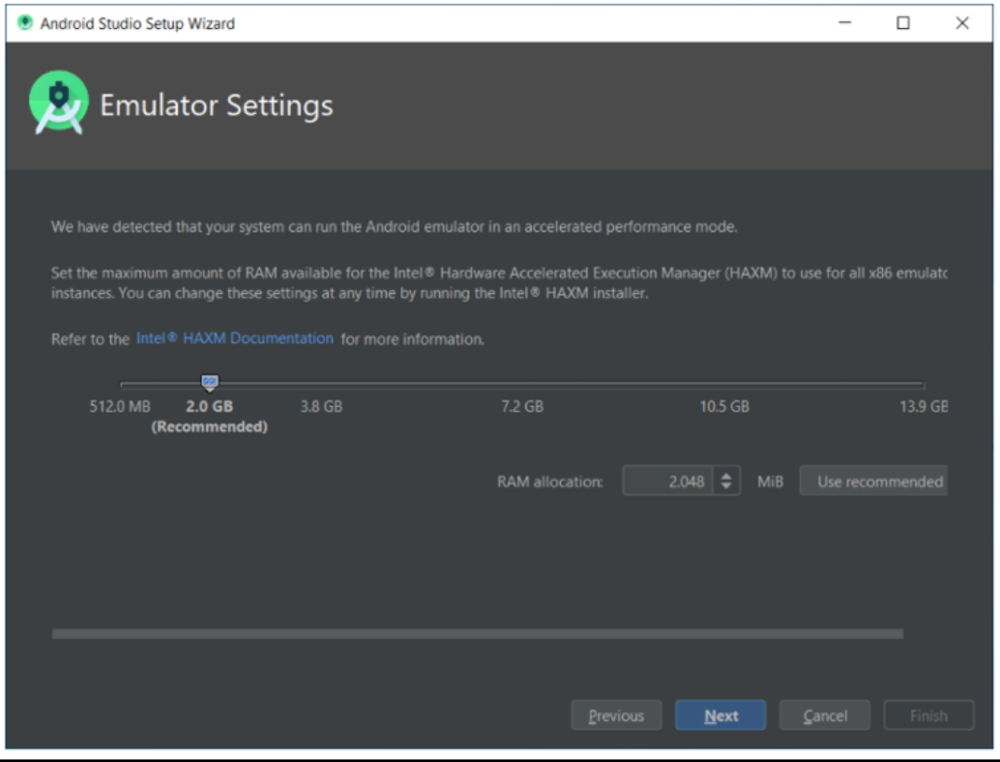 Android Studio Setup Wizard
Emulator Settings
We have detected that your system can run the Android emulator in an accelerated performance mode.
Set the maximum amount of RAM available for the Intel® Hardware Accelerated Execution Manager (HAXM) to use for all x86 emulatc
instances. You can change these settings at any time by running the Intel® HAXM installer.
Refer to the Intel® HAXM Documentation for more information.
512.0 MB 2.0 GB 3.8 GB 7.2 GB 10.5 GB 13.9 GB
(Recommended)
RAM allocation: 2.048 MiB Use recommended
Previous Next Cancel Finish